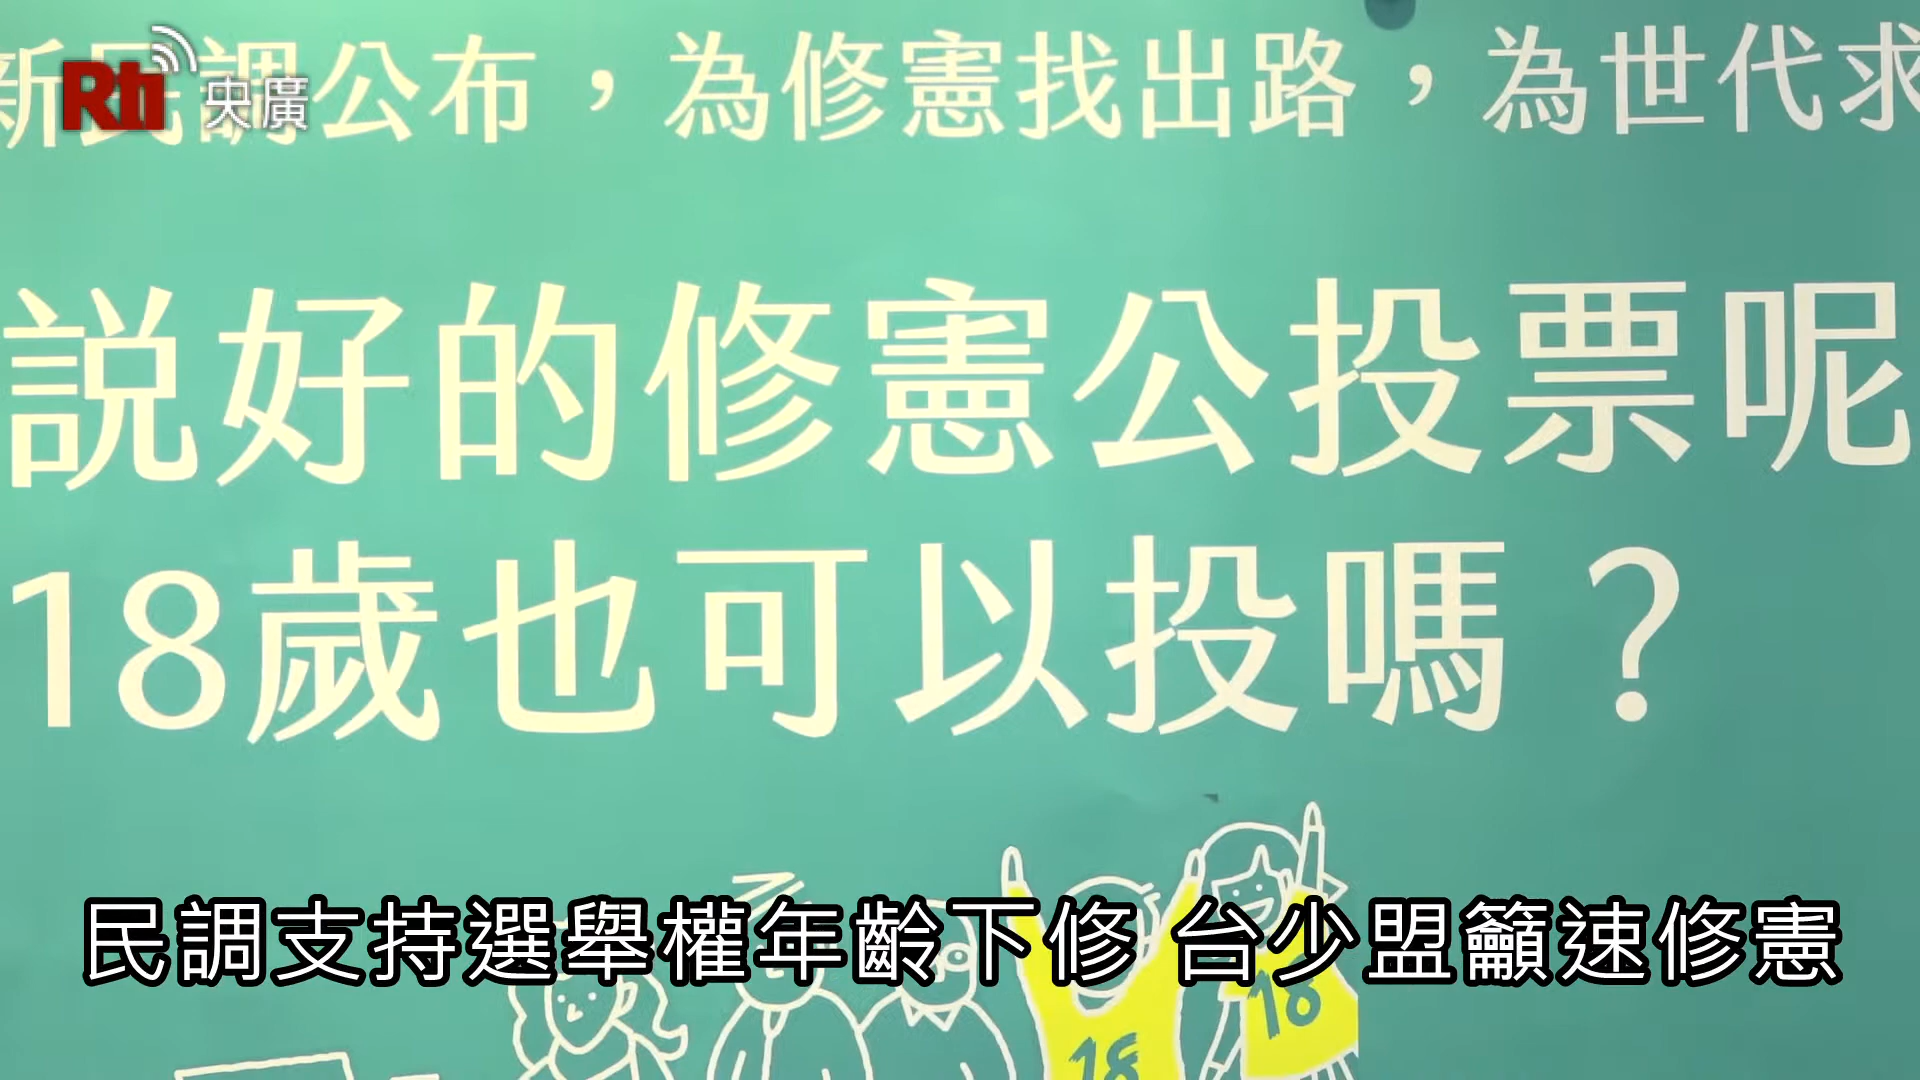 新民調公布，為修憲找出路，為世代求
Rti 央廣
說好的修憲公投票呢
18歲也可以投嗎？
民調支持選舉權年齡下修 台少盟籲速修憲
18
18